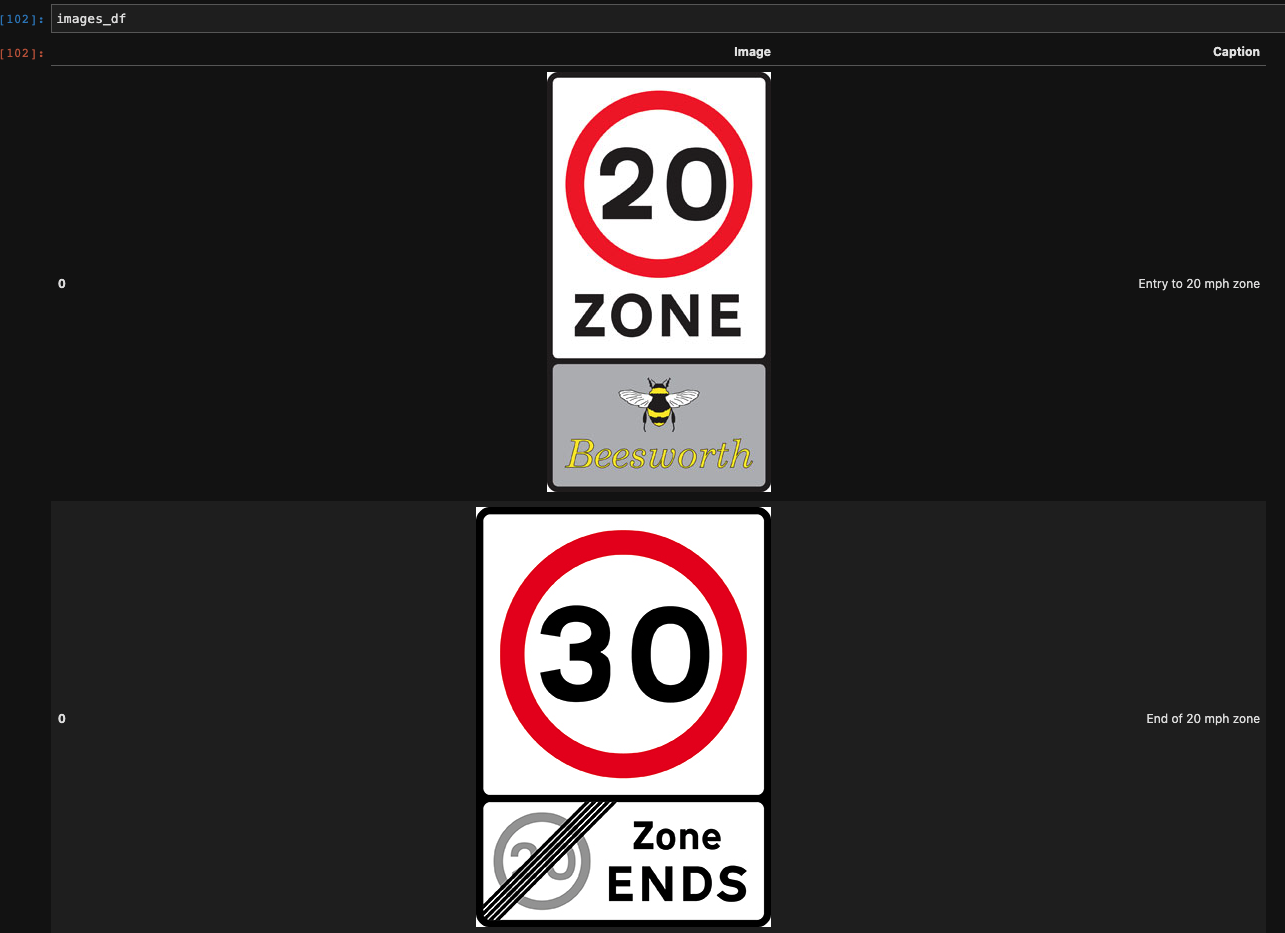 [102]: images_df
[102]: Image Caption
0 Entry to 20 mph zone
20
ZONE
Beesworth
0 End of 20 mph zone
30
20 Zone
ENDS